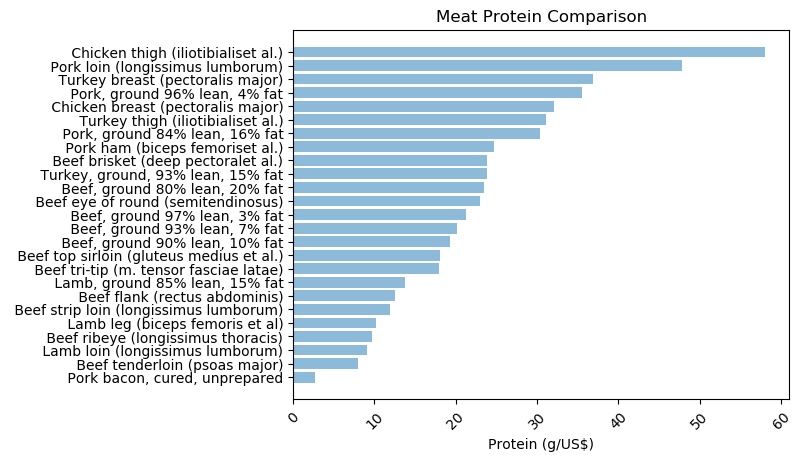 Meat Protein Comparison
Chicken thigh (iliotibialiset al.)
Pork loin (longissimus lumborum)
Turkey breast (pectoralis major)
Pork, ground 96% lean, 4% fat
Chicken breast (pectoralis major)
Turkey thigh (iliotibialiset al.)
Pork, ground 84% lean, 16% fat
Pork ham (biceps femoriset al.)
Beef brisket (deep pectoralet al.)
Turkey, ground, 93% lean, 15% fat
Beef, ground 80% lean, 20% fat
Beef eye of round (semitendinosus)
Beef, ground 97% lean, 3% fat
Beef, ground 93% lean, 7% fat
Beef, ground 90% lean, 10% fat
Beef top sirloin (gluteus medius et al.)
Beef tri-tip (m. tensor fasciae latae)
Lamb, ground 85% lean, 15% fat
Beef flank (rectus abdominis)
Beef strip loin (longissimus lumborum)
Lamb leg (biceps femoris et al)
Beef ribeye (longissimus thoracis)
Lamb loin (longissimus lumborum)
Beef tenderloin (psoas major)
Pork bacon, cured, unprepared
0 10 20 30 40 50 60
Protein (g/US$)